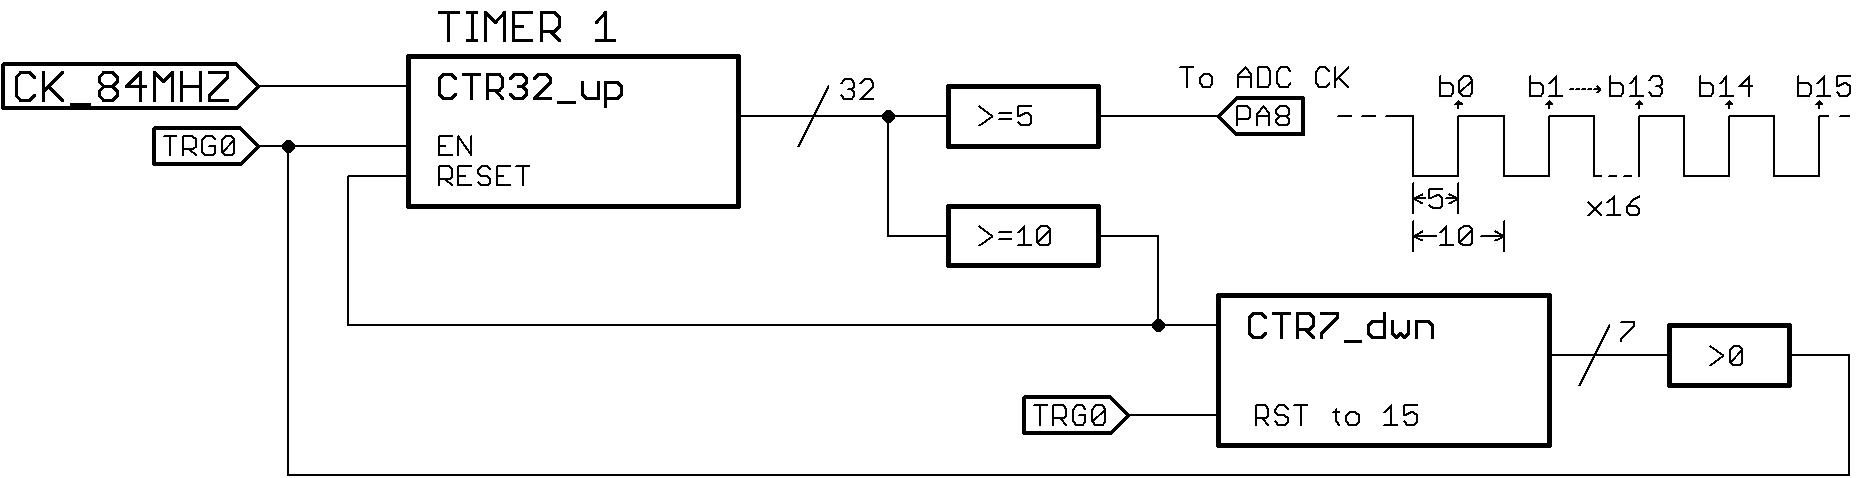 TIMER 1
CK_84MHZ
CTR32_up
TRG0
EN
RESET
32
>=5
To ADC CK
PA8
b0 b1 b13 b14 b15
5
x16
10
>=10
CTR7_dwn
7
>0
TRG0
RST to 15